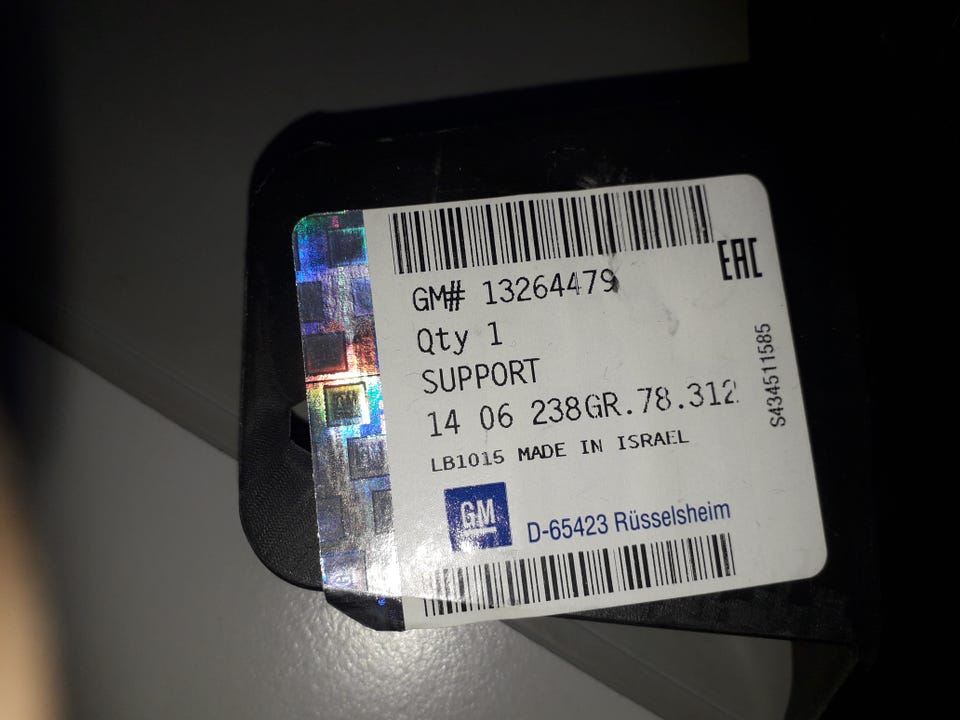 EAC
GM# 13264479
Qty 1
SUPPORT
14 06 238GR.78.312
LB1015 MADE IN ISRAEL
S434511585
GM
D-65423 Rüsselsheim
GM